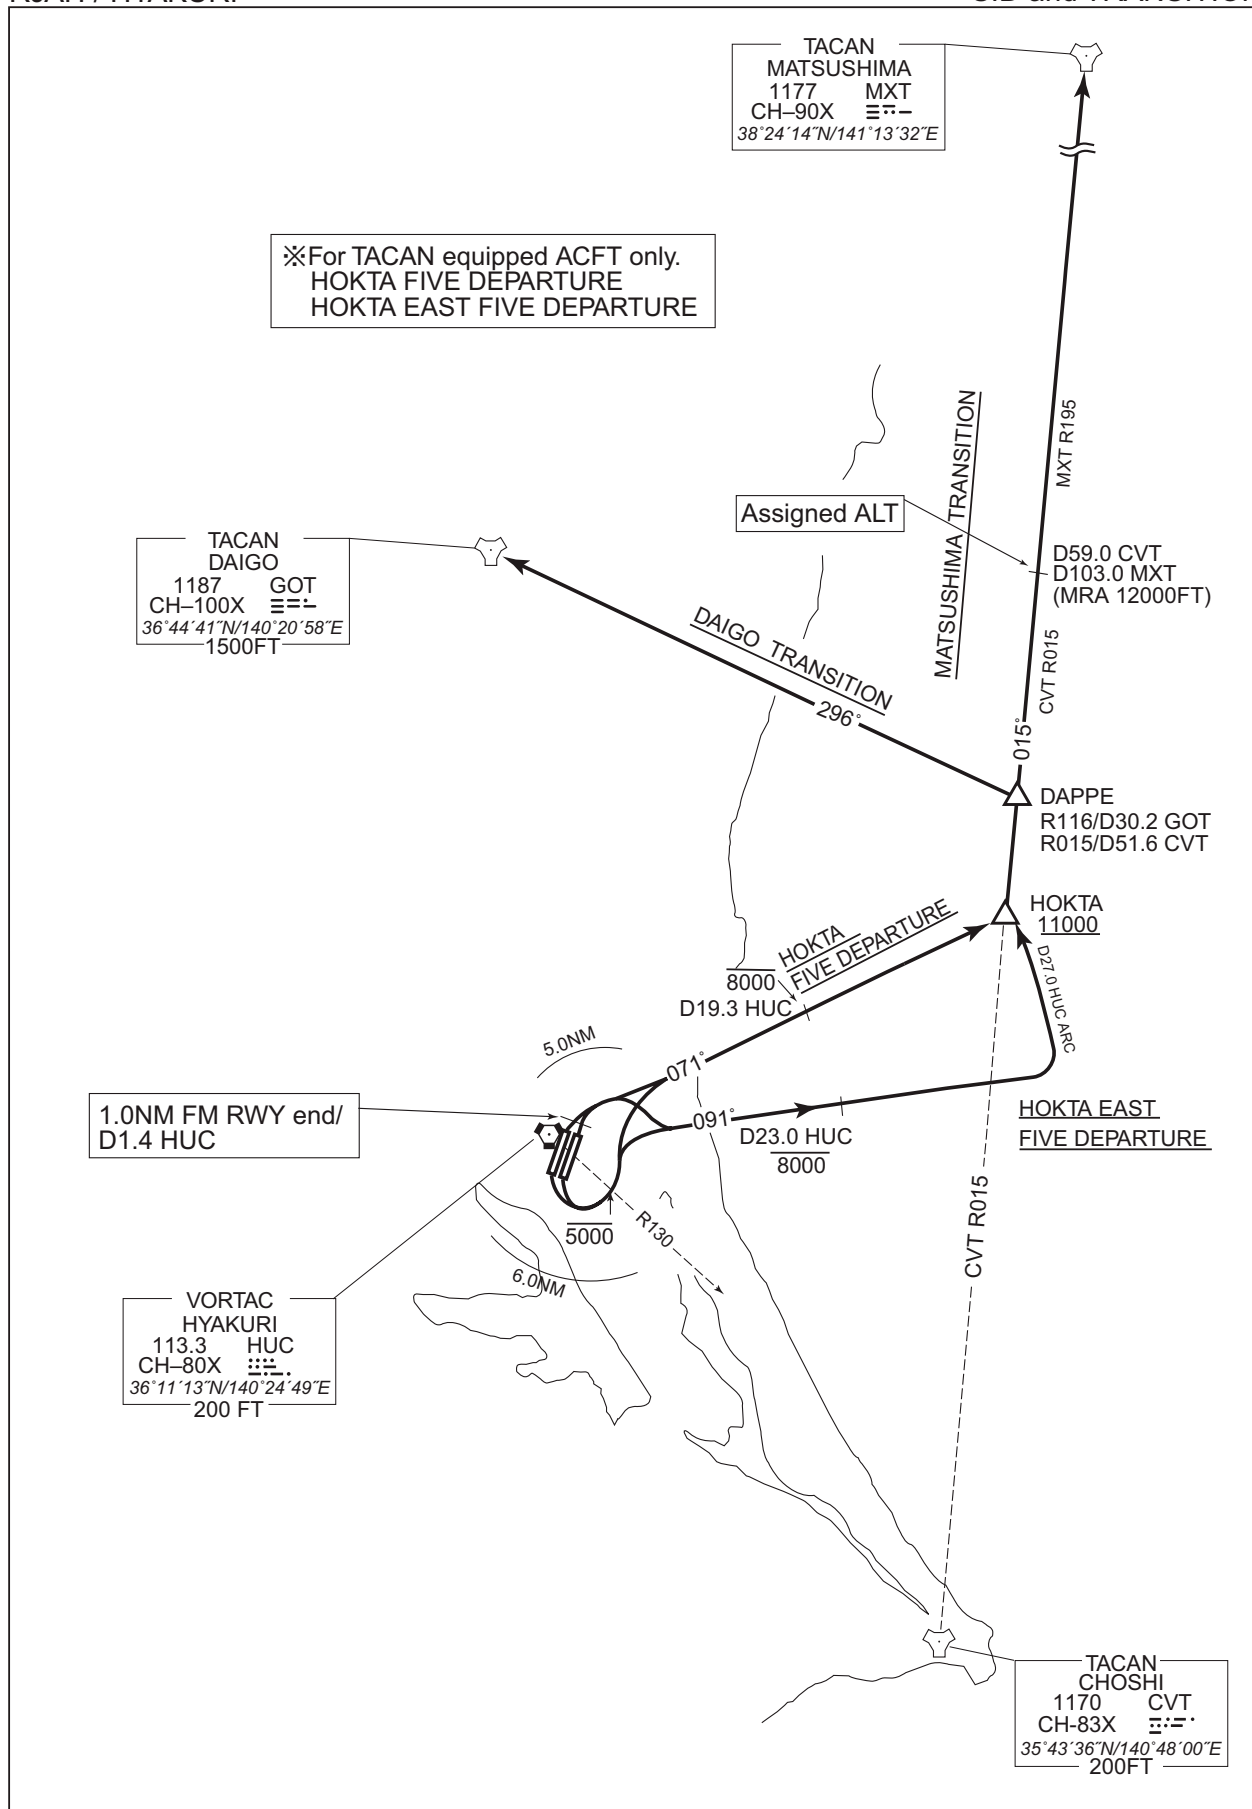 TACAN
MATSUSHIMA
1177 MXT
CH–90X
38°24´14˝N/141°13´32˝E
※For TACAN equipped ACFT only.
HOKTA FIVE DEPARTURE
HOKTA EAST FIVE DEPARTURE
MXT R195
MATSUSHIMA TRANSITION
Assigned ALT
TACAN
DAIGO
1187 GOT
CH–100X
36°44´41˝N/140°20´58˝E
1500FT
D59.0 CVT
D103.0 MXT
(MRA 12000FT)
DAIGO TRANSITION
296°
CVT R015
015°
DAPPE
R116/D30.2 GOT
R015/D51.6 CVT
HOKTA
11000
HOKTA
FIVE DEPARTURE
8000
D19.3 HUC
D27.0 HUC ARC
5.0NM
071°
1.0NM FM RWY end/
D1.4 HUC
091°
D23.0 HUC
8000
HOKTA EAST
FIVE DEPARTURE
5000
R130
CVT R015
6.0NM
VORTAC
HYAKURI
113.3 HUC
CH–80X
36°11´13˝N/140°24´49˝E
200 FT
TACAN
CHOSHI
1170 CVT
CH-83X
35°43´36˝N/140°48´00˝E
200FT